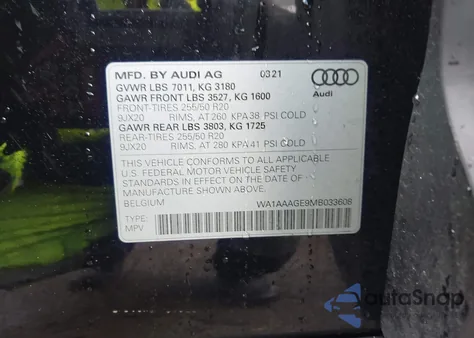 MFD. BY AUDI AG 0321
GVWR LBS 7011, KG 3180
GAWR FRONT LBS 3527, KG 1600
FRONT-TIRES 255/50 R20
9JX20 RIMS, AT 260 KPA/38 PSI COLD
GAWR REAR LBS 3803, KG 1725
REAR-TIRES 255/50 R20
9JX20 RIMS, AT 280 KPA/41 PSI COLD
Audi
THIS VEHICLE CONFORMS TO ALL APPLICABLE
U.S. FEDERAL MOTOR VEHICLE SAFETY
STANDARDS IN EFFECT ON THE DATE OF
MANUFACTURE SHOWN ABOVE.
BELGIUM WA1AAAGE9MB033608
TYPE:
MPV
autoSnap